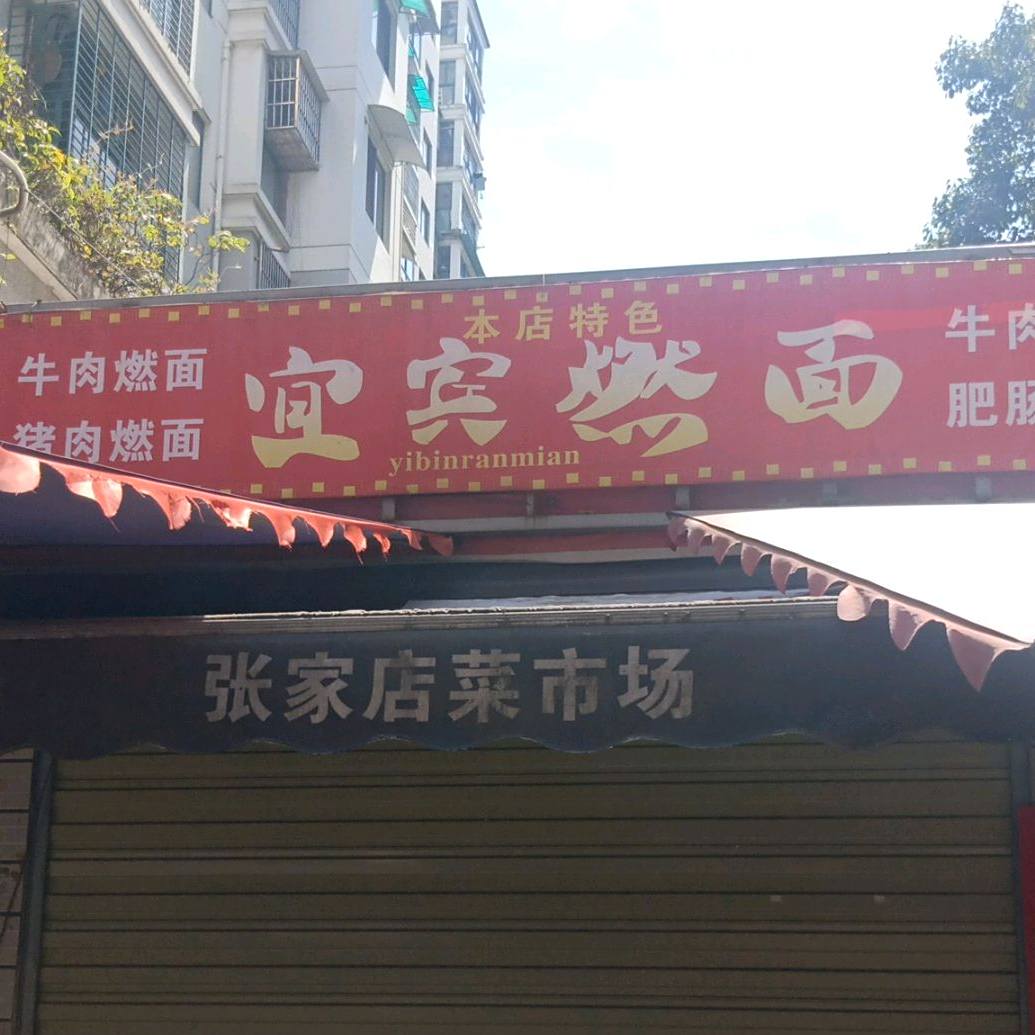 本店特色
宜宾燃面
yibinranmian
牛肉燃面
猪肉燃面
牛肉
肥肠
张家店菜市场